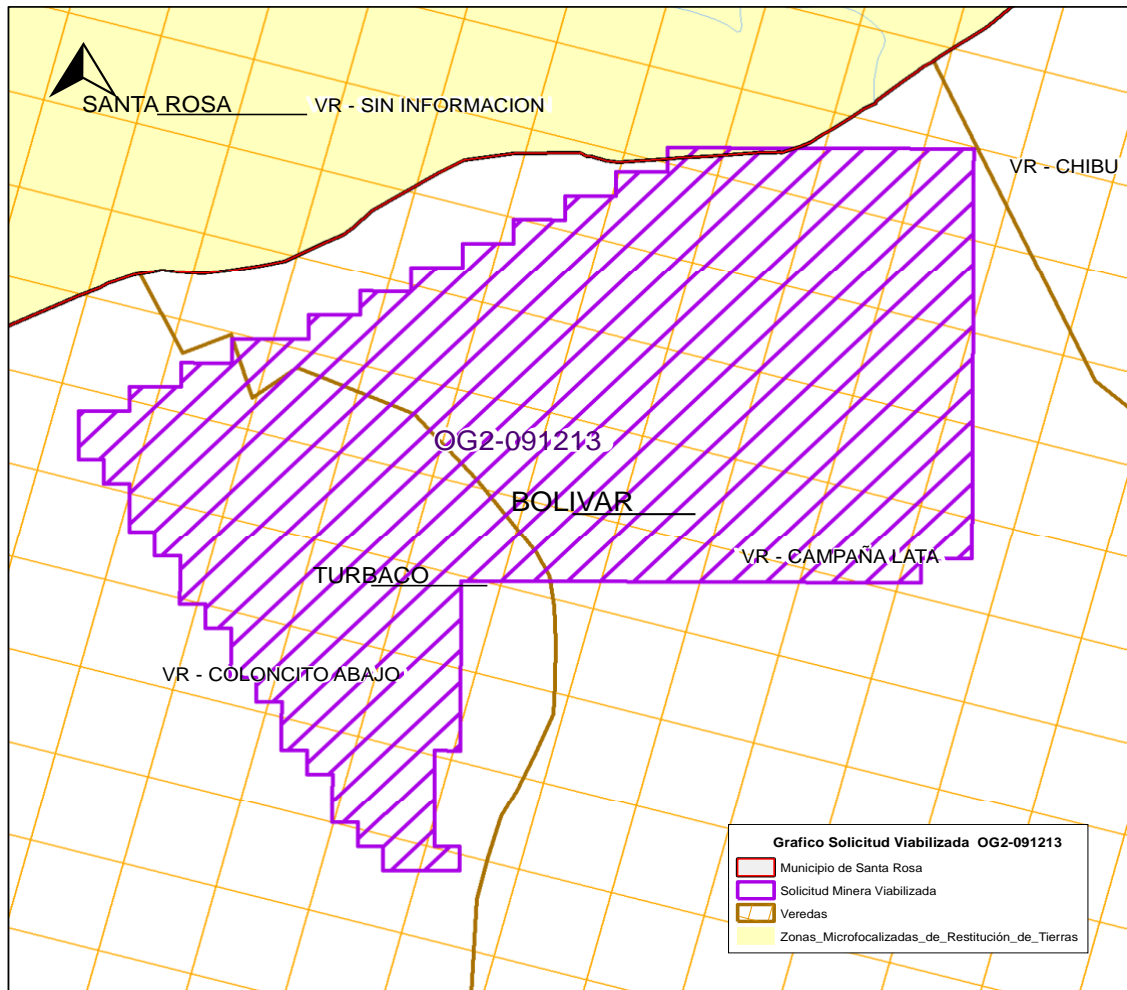 SANTA ROSA
VR - SIN INFORMACION
VR - CHIBU
OG2-091213
BOLIVAR
VR - CAMPAÑA LATA
TURBACO
VR - COLONCITO ABAJO
Grafico Solicitud Viabilizada OG2-091213
Municipio de Santa Rosa
Solicitud Minera Viabilizada
Veredas
Zonas_Microfocalizadas_de_Restitución_de_Tierras